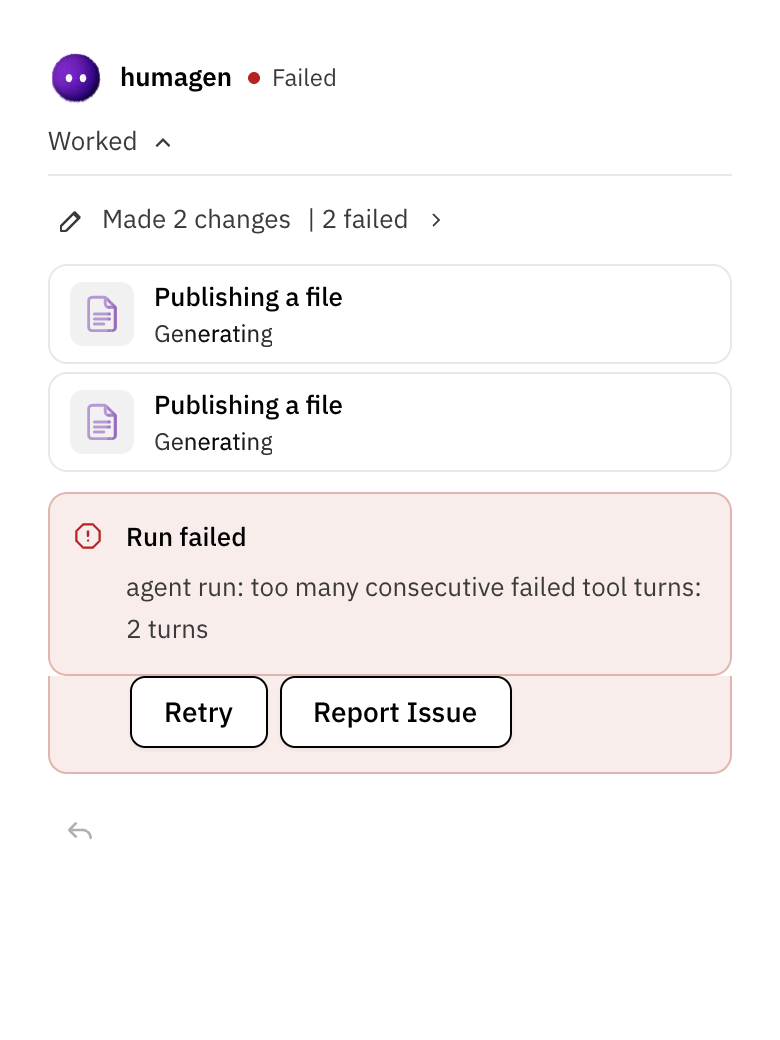 humagen Failed
Worked
Made 2 changes | 2 failed
Publishing a file
Generating
Publishing a file
Generating
Run failed
agent run: too many consecutive failed tool turns:
2 turns
Retry Report Issue